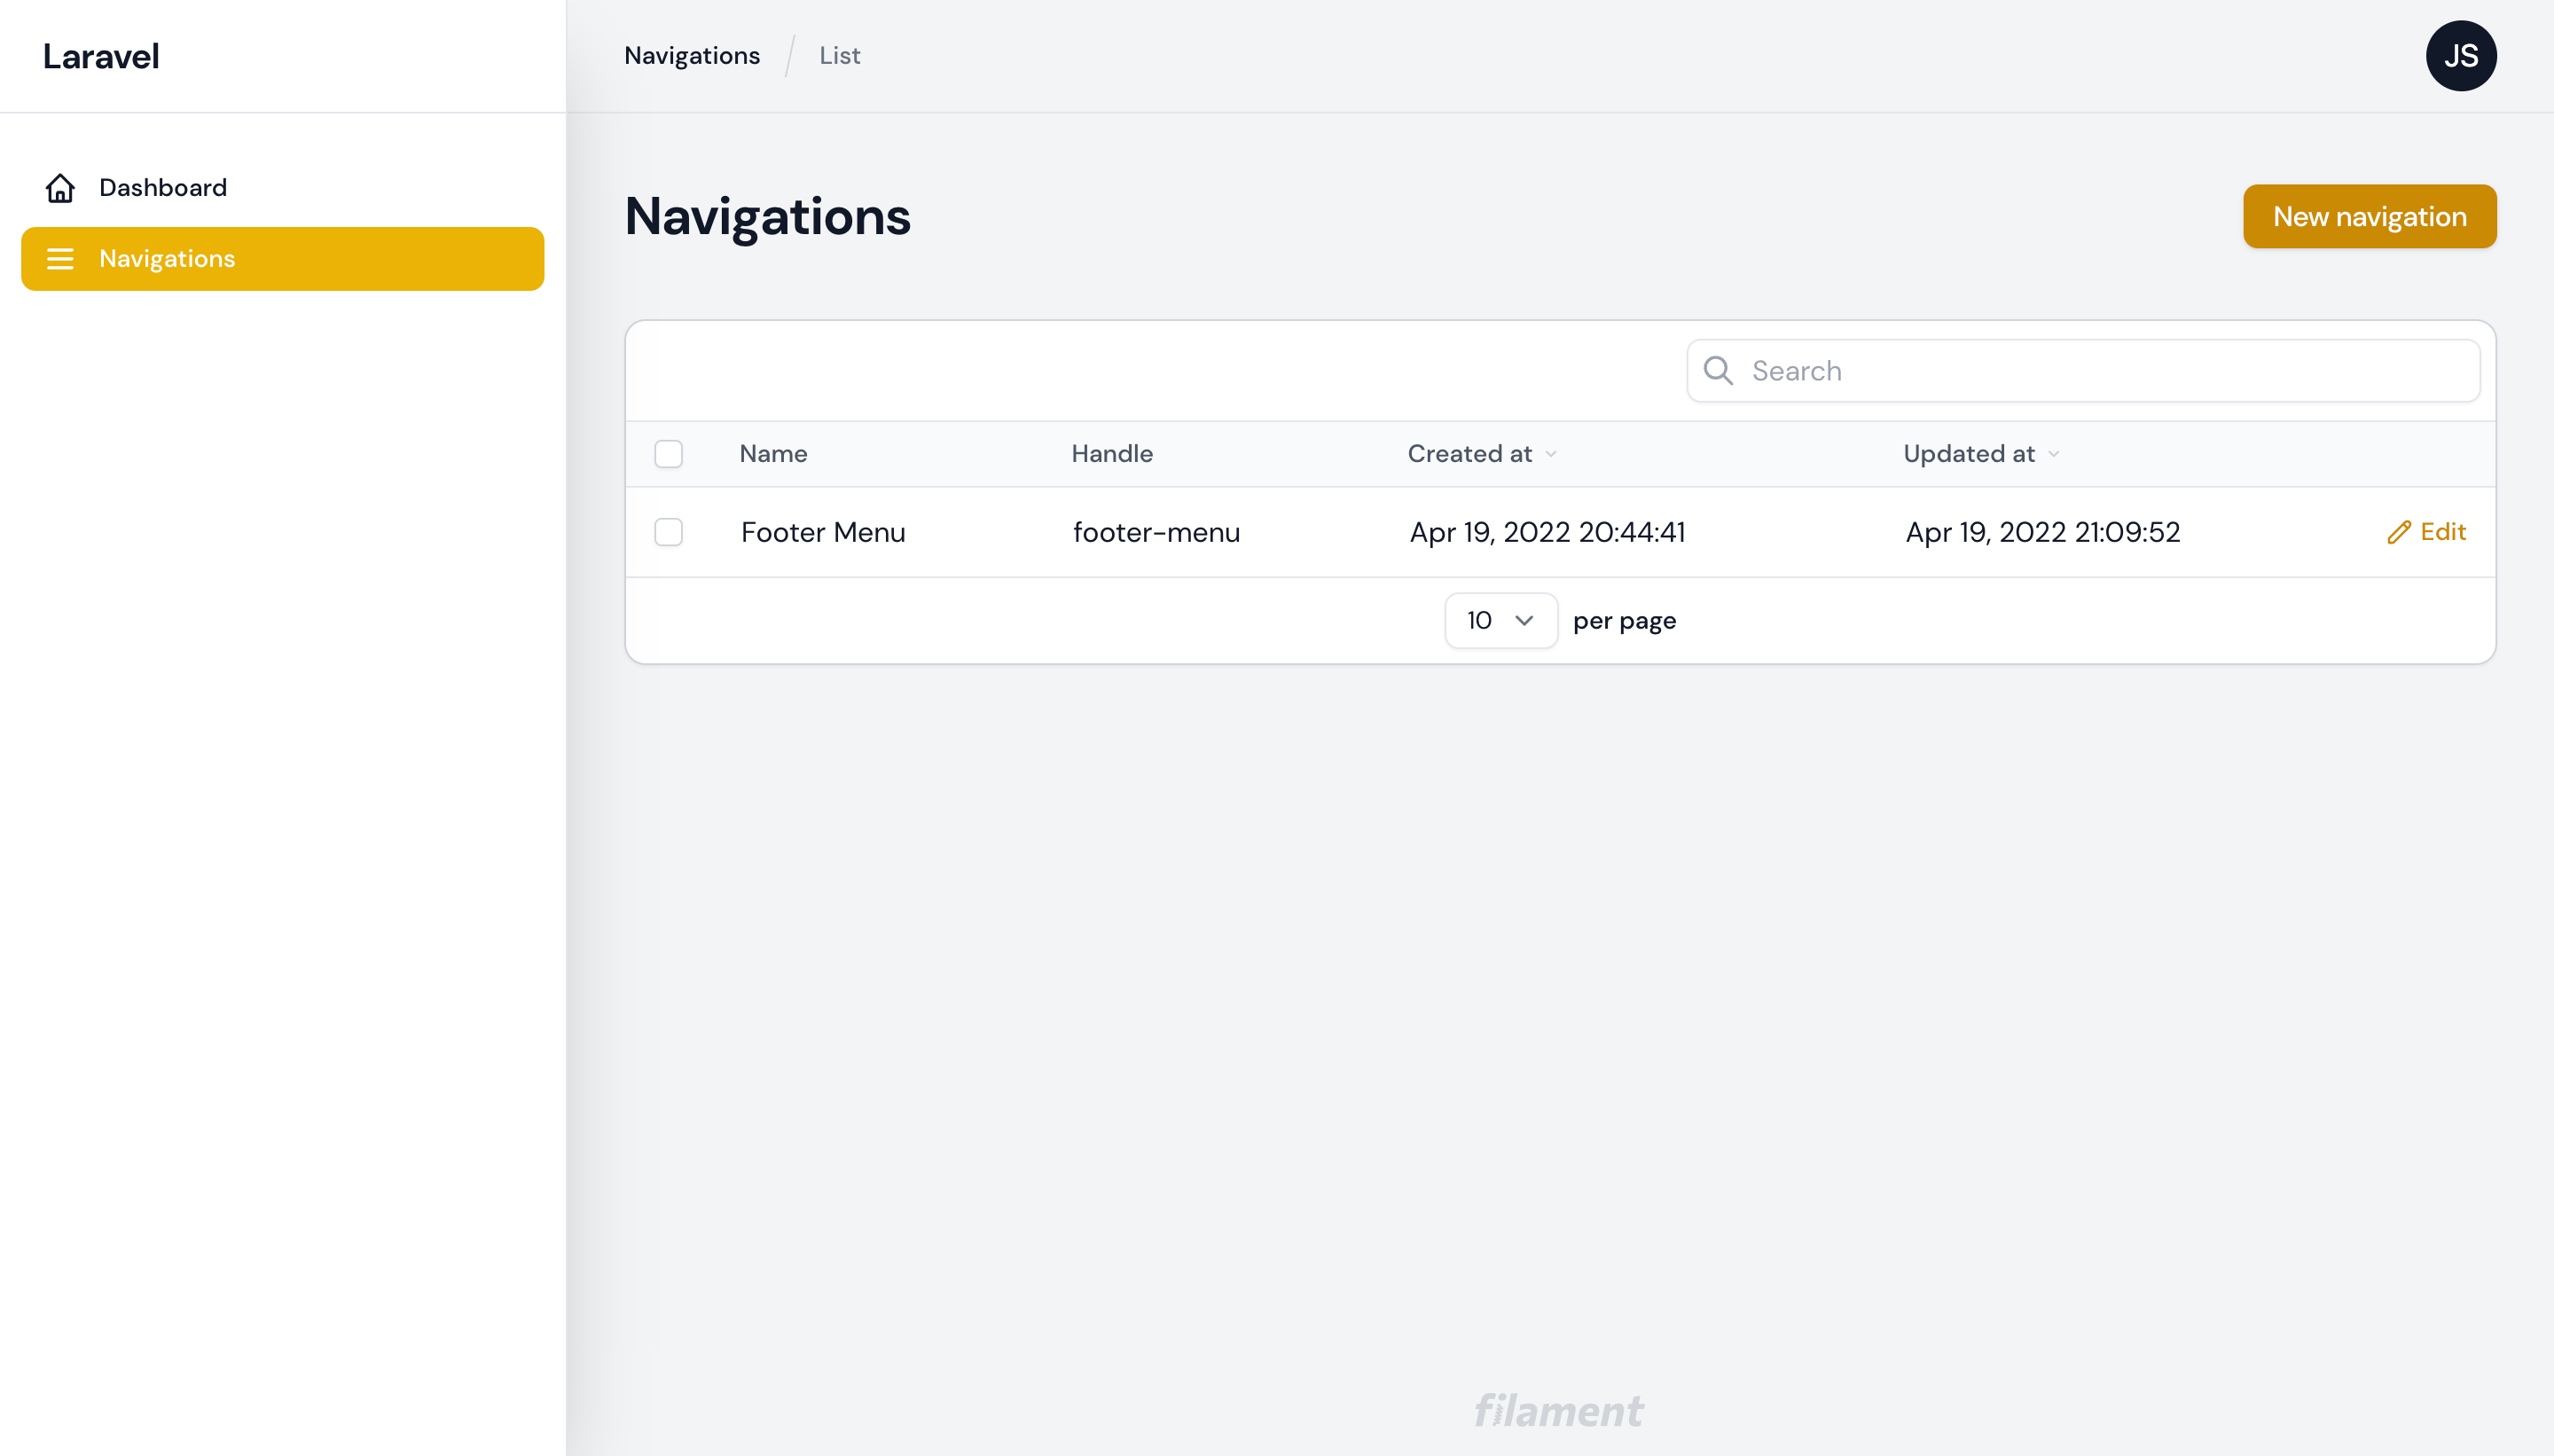 Laravel
Navigations / List
JS
Dashboard
Navigations
Navigations
New navigation
Search
Name Handle Created at Updated at
Footer Menu footer-menu Apr 19, 2022 20:44:41 Apr 19, 2022 21:09:52 Edit
10 per page
filament